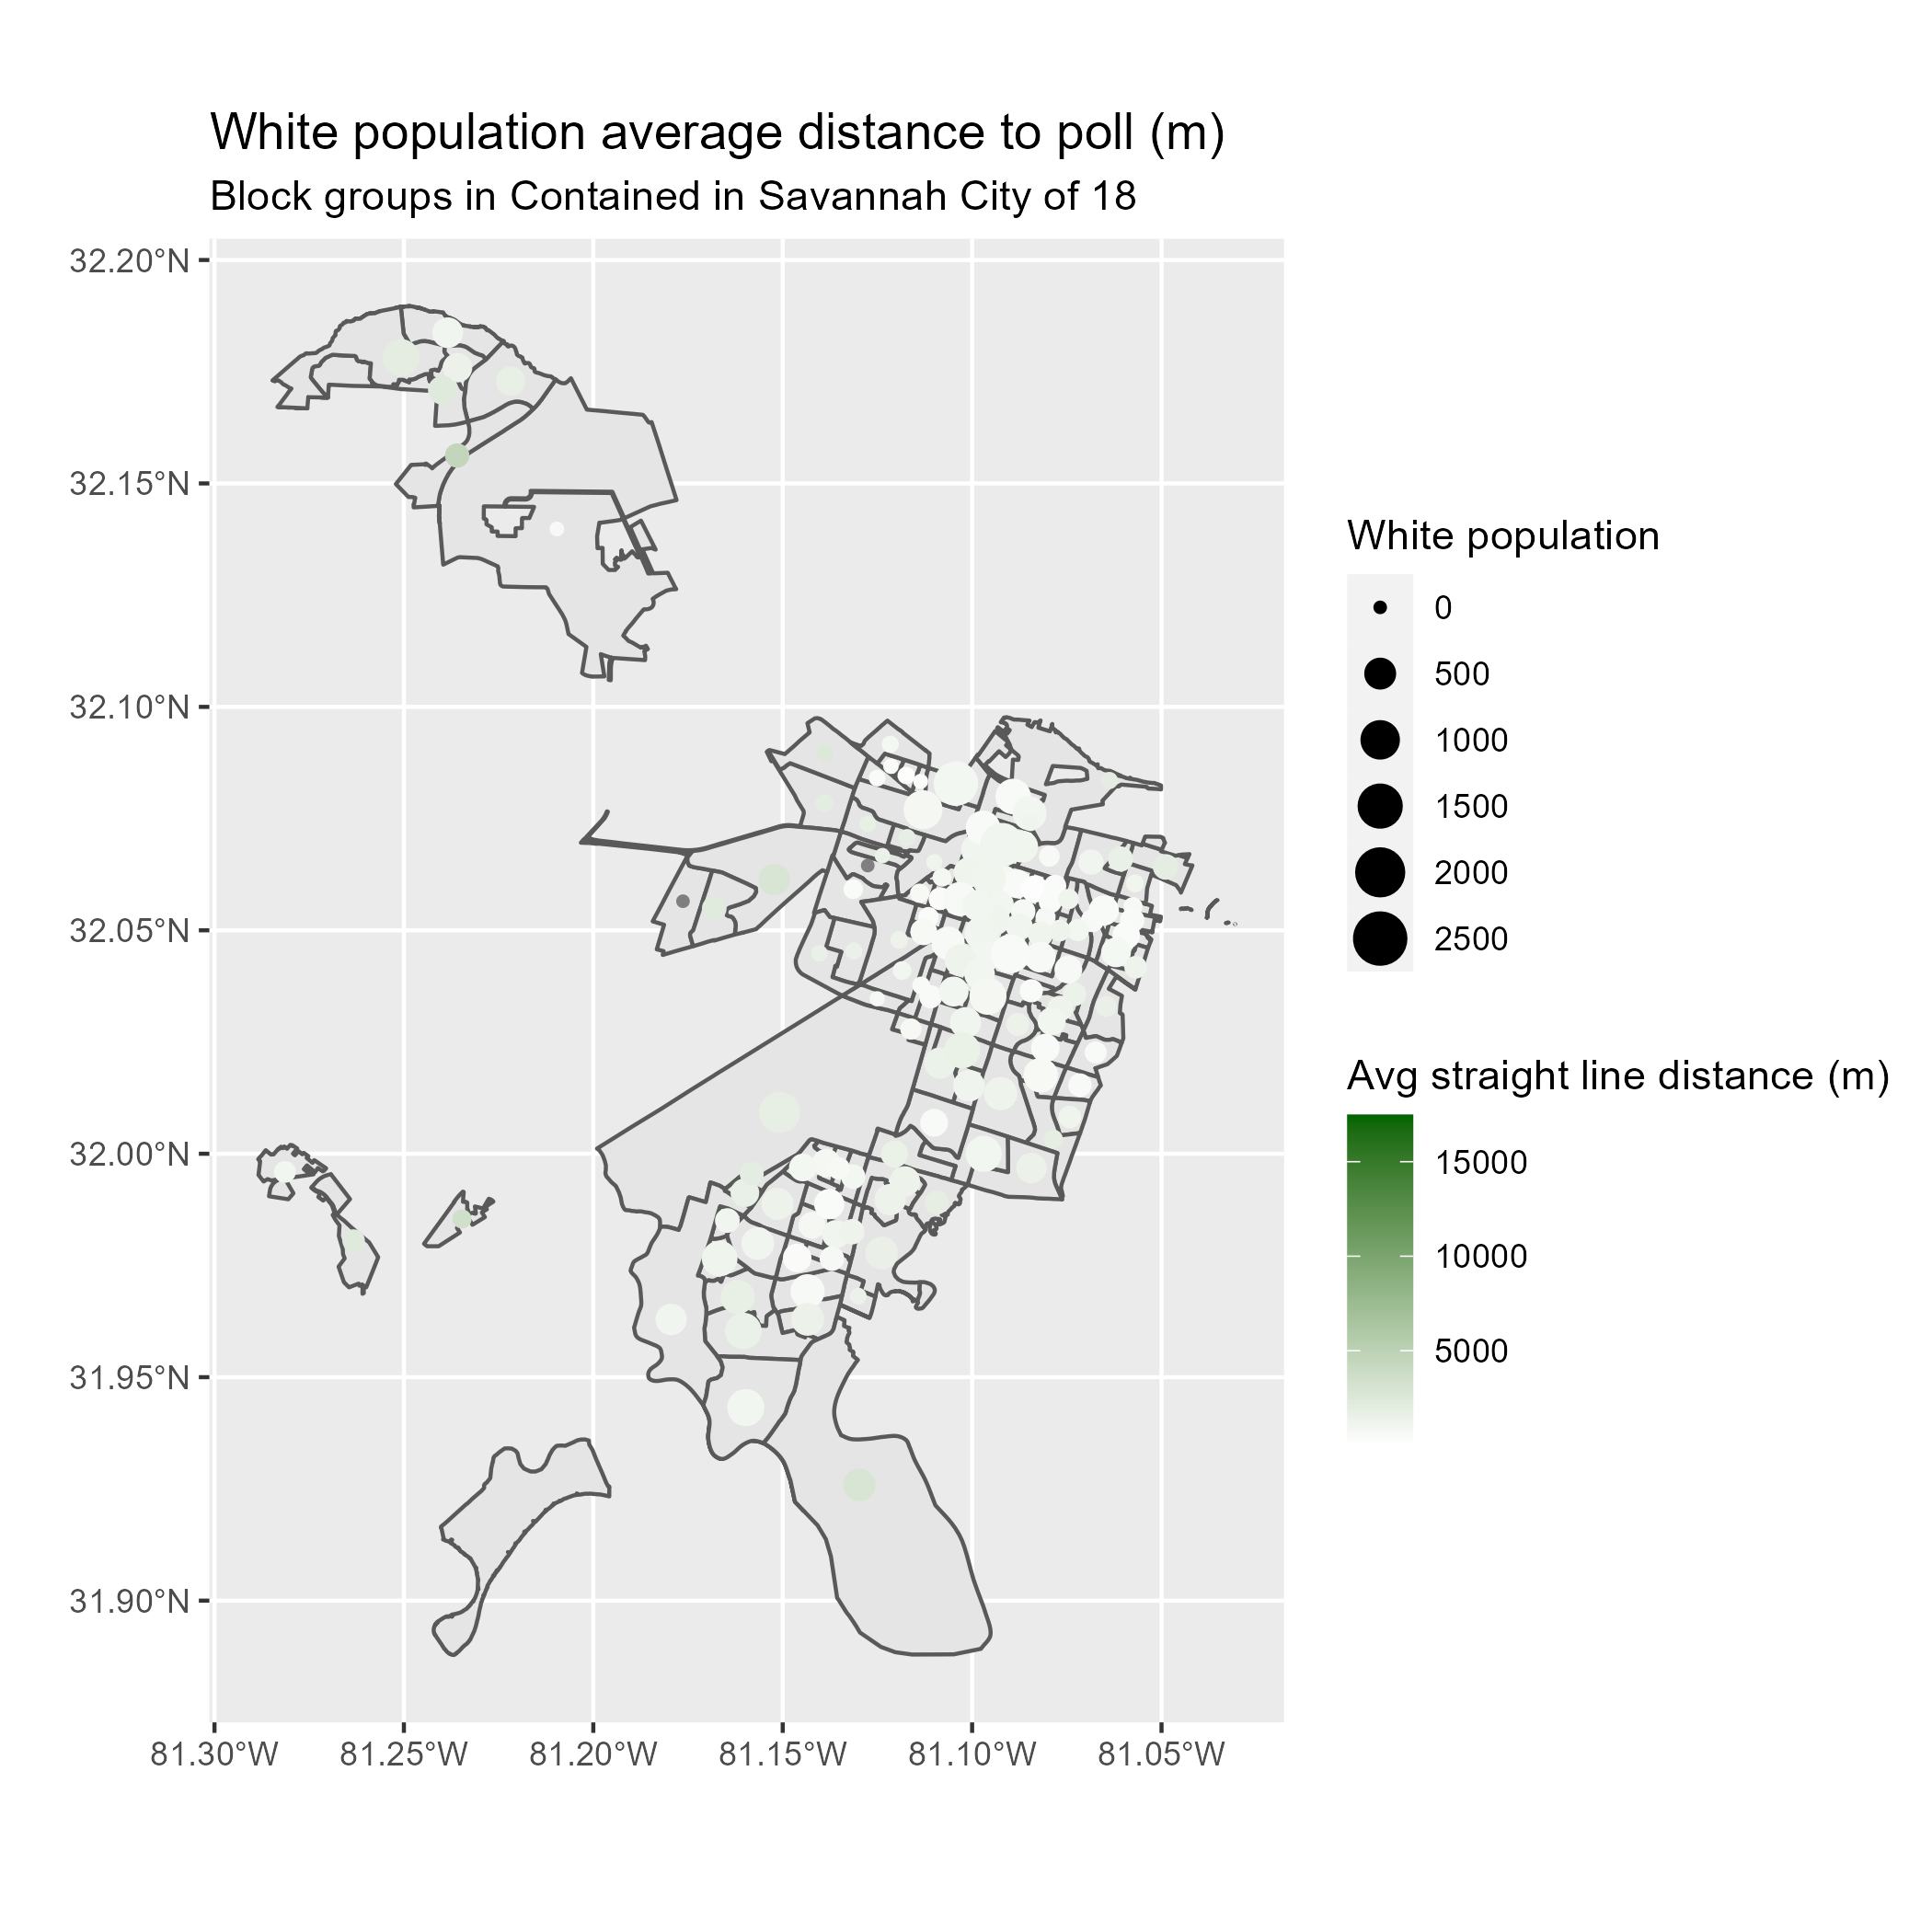 White population average distance to poll (m)
Block groups in Contained in Savannah City of 18
32.20°N
32.15°N
32.10°N
32.05°N
32.00°N
31.95°N
31.90°N
81.30°W
81.25°W
81.20°W
81.15°W
81.10°W
81.05°W
White population
0
500
1000
1500
2000
2500
Avg straight line distance (m)
15000
10000
5000